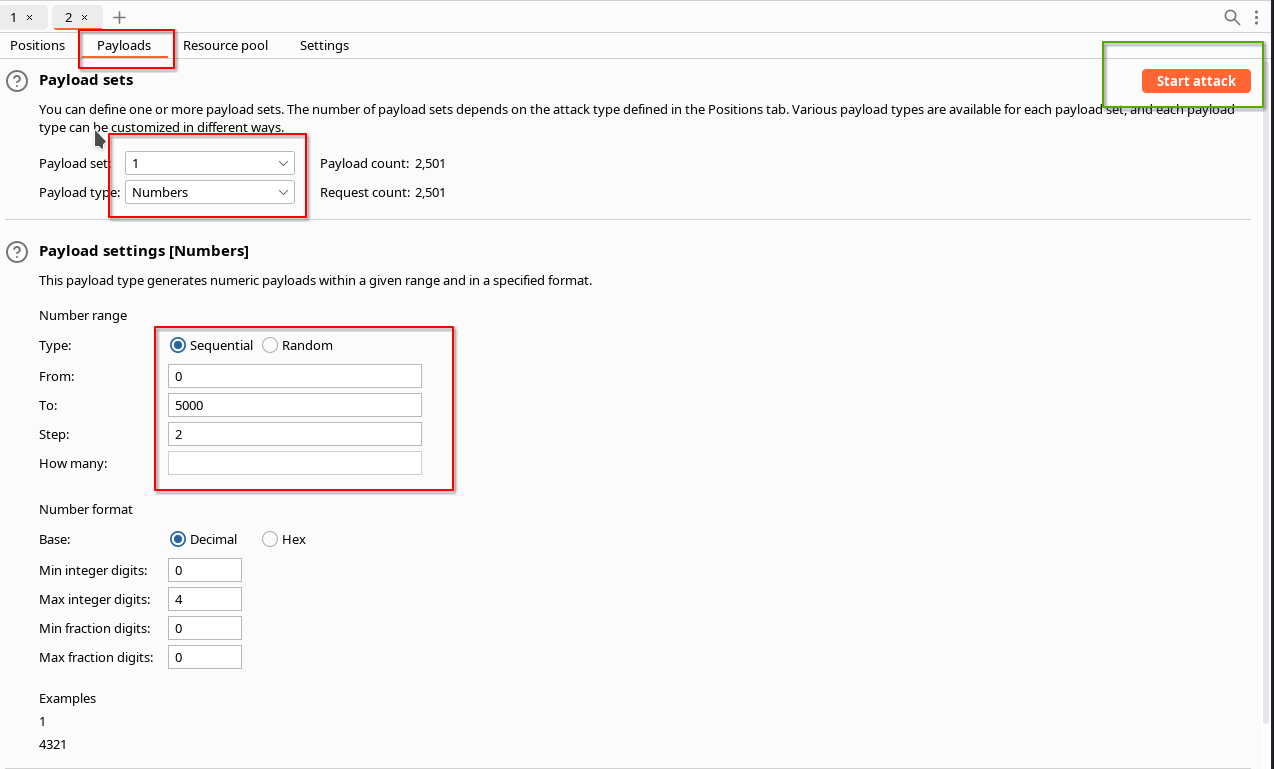 1 × 2 × +
Positions Payloads Resource pool Settings
? Payload sets Start attack
You can define one or more payload sets. The number of payload sets depends on the attack type defined in the Positions tab. Various payload types are available for each payload set, and each payload
type can be customized in different ways.
Payload set: 1 Payload count: 2,501
Payload type: Numbers Request count: 2,501
? Payload settings [Numbers]
This payload type generates numeric payloads within a given range and in a specified format.
Number range
Type: Sequential Random
From: 0
To: 5000
Step: 2
How many:
Number format
Base: Decimal Hex
Min integer digits: 0
Max integer digits: 4
Min fraction digits: 0
Max fraction digits: 0
Examples
1
4321